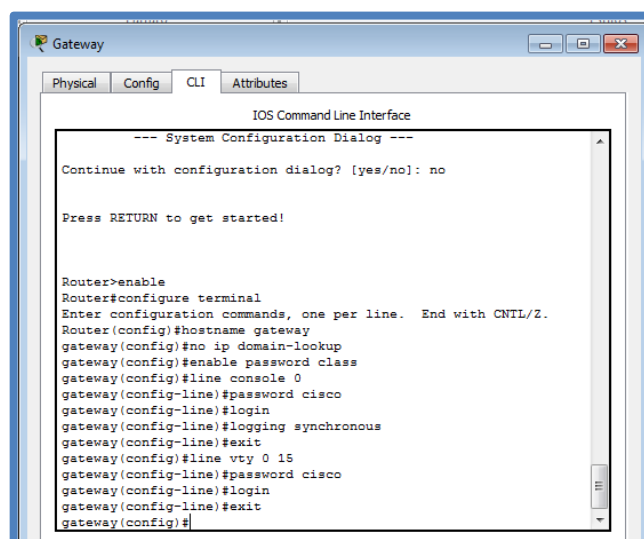 Gateway
Physical Config CLI Attributes
IOS Command Line Interface
--- System Configuration Dialog ---
Continue with configuration dialog? [yes/no]: no
Press RETURN to get started!
Router>enable
Router#configure terminal
Enter configuration commands, one per line.  End with CNTL/Z.
Router(config)#hostname gateway
gateway(config)#no ip domain-lookup
gateway(config)#enable password class
gateway(config)#line console 0
gateway(config-line)#password cisco
gateway(config-line)#login
gateway(config-line)#logging synchronous
gateway(config-line)#exit
gateway(config)#line vty 0 15
gateway(config-line)#password cisco
gateway(config-line)#login
gateway(config-line)#exit
gateway(config)#